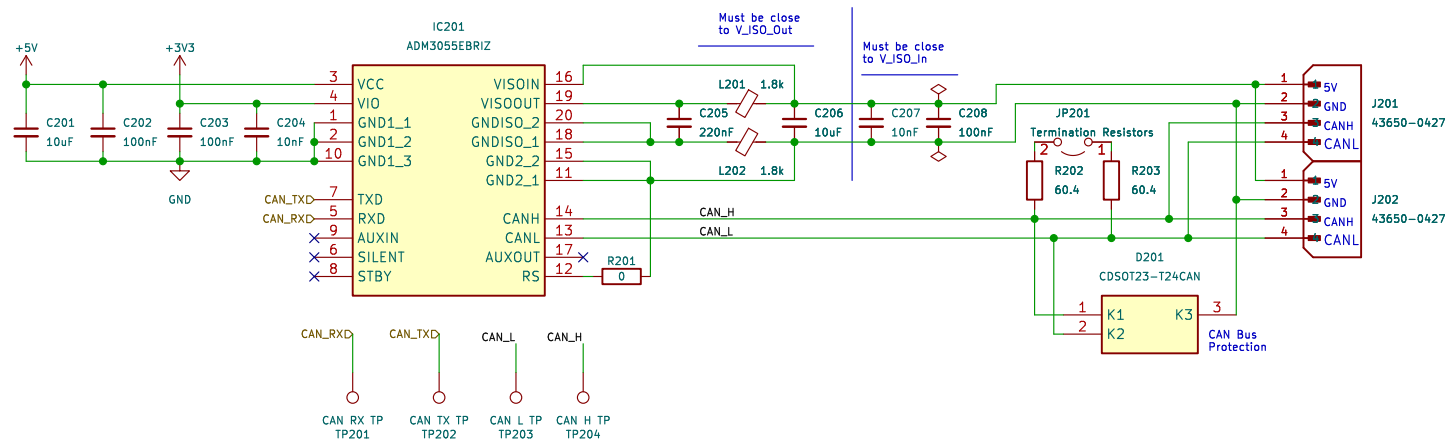 +5V
C201
10uF
C202
100nF
+3V3
C203
100nF
C204
10nF
GND
IC201
ADM3055EBRIZ
3 VCC
4 VIO
1 GND1_1
2 GND1_2
10 GND1_3
CAN_TX 7 TXD
CAN_RX 5 RXD
9 AUXIN
6 SILENT
8 STBY
VISOIN 16
VISOOUT 19
GNDISO_2 20
GNDISO_1 18
GND2_2 15
GND2_1 11
CANH 14
CANL 13
AUXOUT 17
RS 12
R201
0
Must be close
to V_ISO_Out
Must be close
to V_ISO_In
L201 1.8k
C205
220nF
L202 1.8k
C206
10uF
C207
10nF
C208
100nF
CAN_H
CAN_L
JP201
Termination Resistors
2 1
R202
60.4
R203
60.4
1 5V
2 GND
3 CANH
4 CANL
J201
43650-0427
1 5V
2 GND
3 CANH
4 CANL
J202
43650-0427
D201
CDSOT23-T24CAN
1 K1
2 K2
K3 3
CAN Bus
Protection
CAN_RX
CAN RX TP
TP201
CAN_TX
CAN TX TP
TP202
CAN_L
CAN L TP
TP203
CAN_H
CAN H TP
TP204